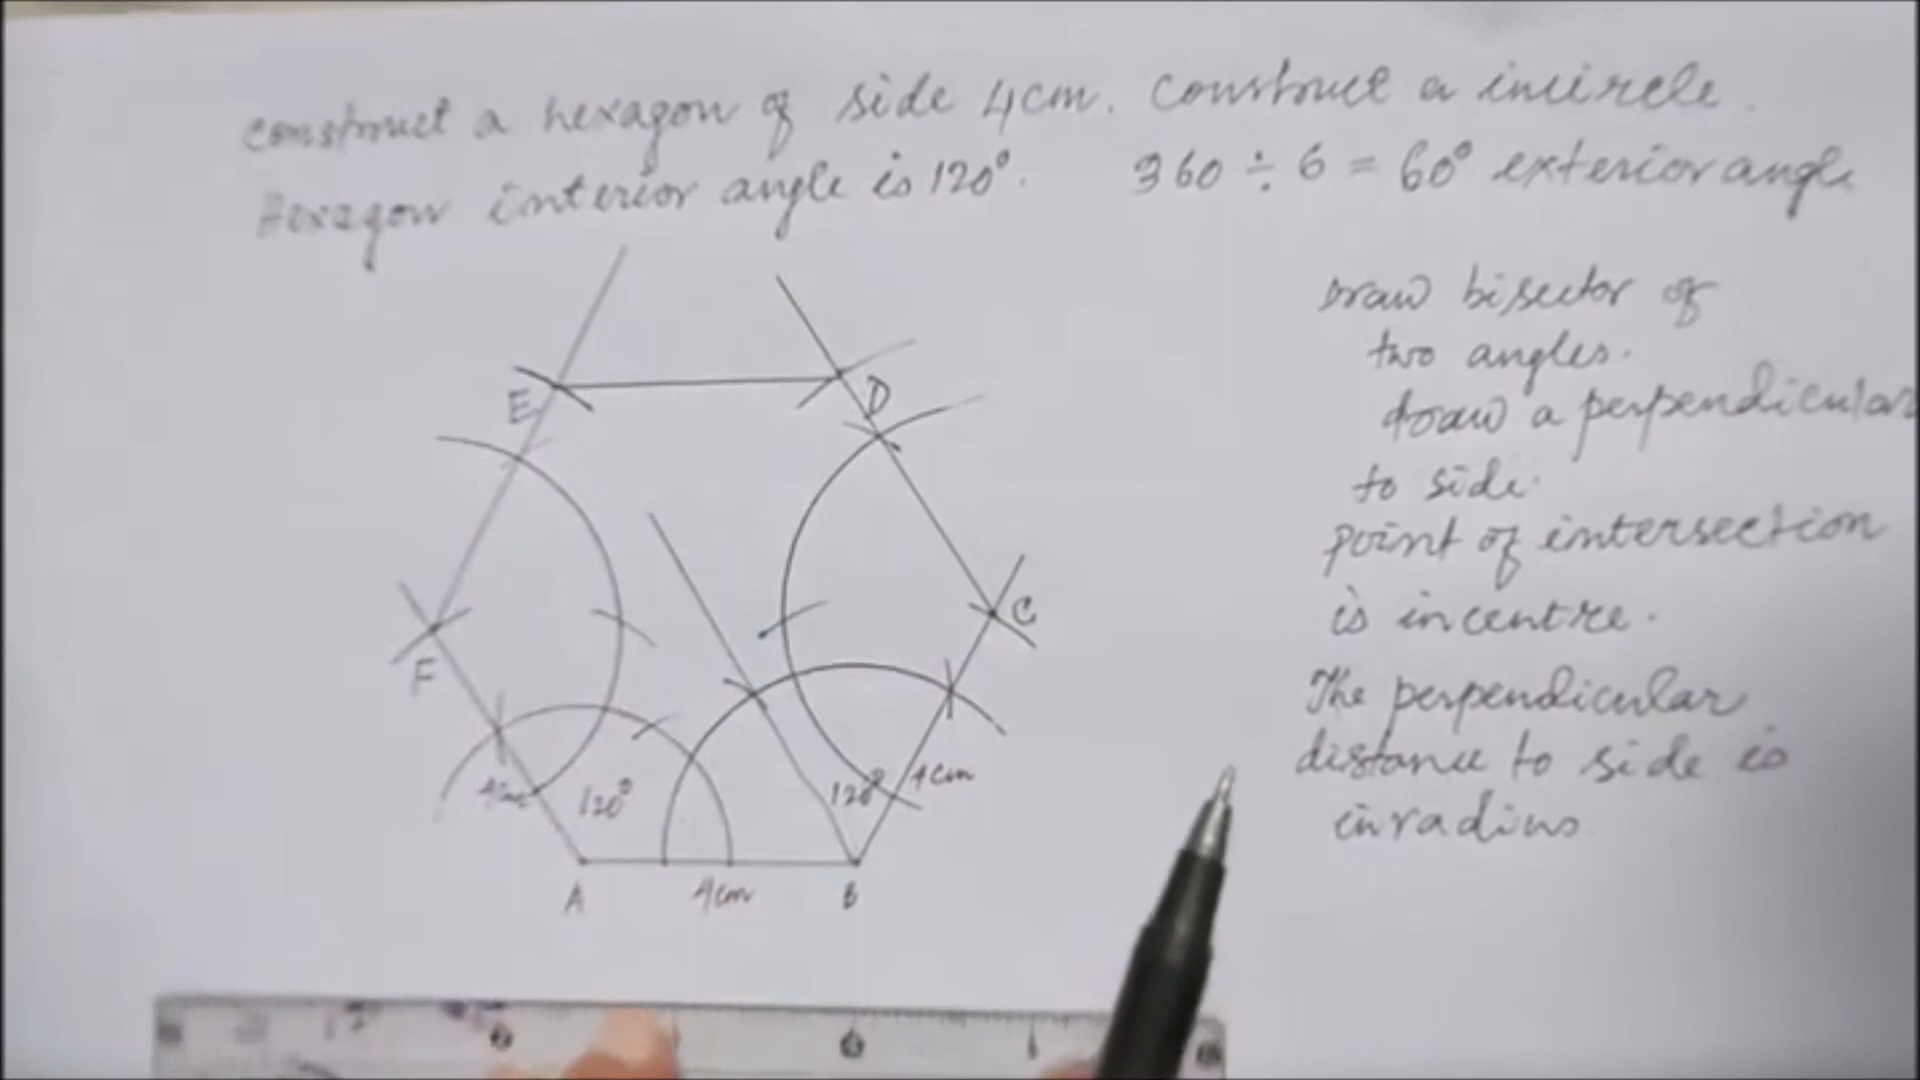 construct a hexagon of side 4cm. Construct a incircle.
Hexagon interior angle is 120°. 360 ÷ 6 = 60° exterior angle
Draw bisector of
two angles.
draw a perpendicular
to side.
point of intersection
is incentre.
The perpendicular
distance to side is
inradius
E
D
C
F
120°
120°
4cm
A
4cm
B